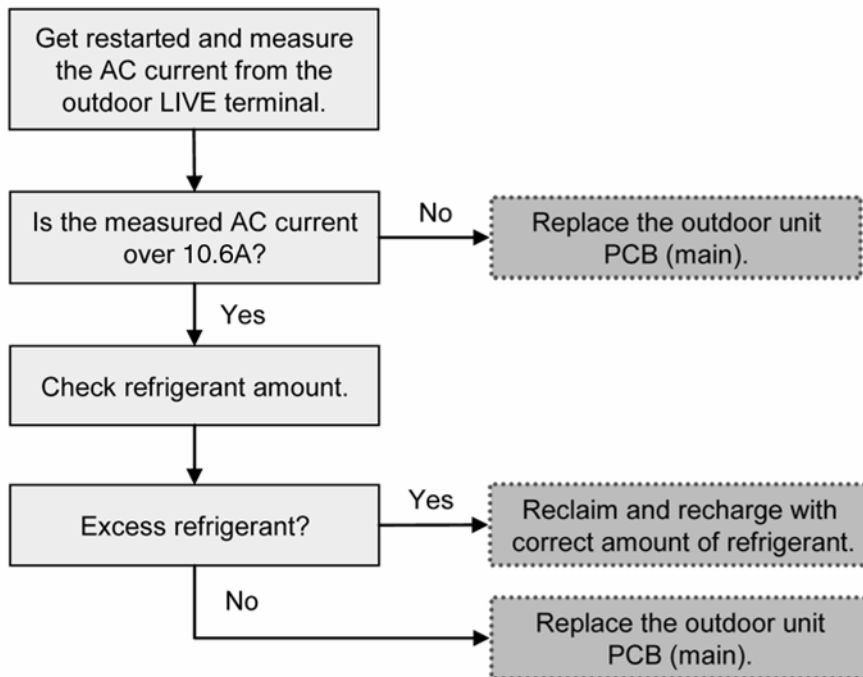 Get restarted and measure
the AC current from the
outdoor LIVE terminal.
Is the measured AC current
over 10.6A?
No
Replace the outdoor unit
PCB (main).
Yes
Check refrigerant amount.
Excess refrigerant?
Yes
Reclaim and recharge with
correct amount of refrigerant.
No
Replace the outdoor unit
PCB (main).